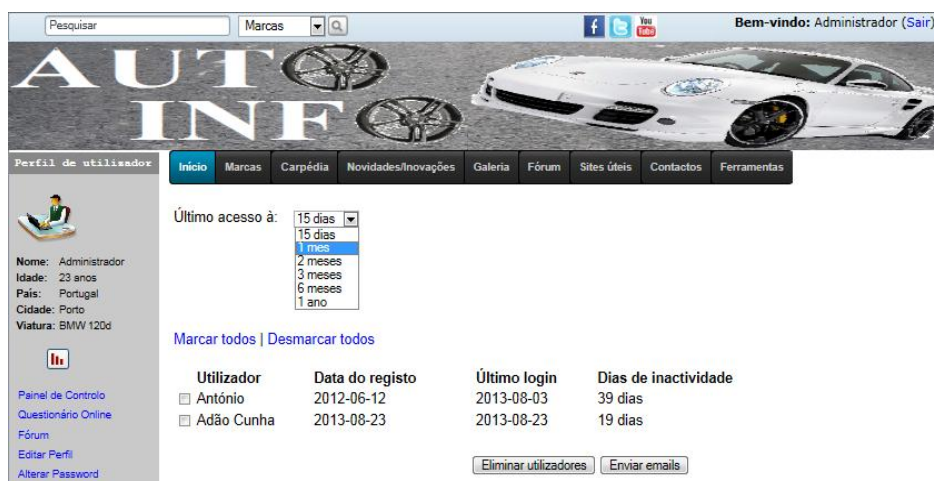 Pesquisar Marcas Bem-vindo: Administrador (Sair)
f You Tube
AUTO
INFO
Perfil de utilizador
Início Marcas Carpédia Novidades/Inovações Galeria Fórum Sites úteis Contactos Ferramentas
Último acesso à: 15 dias
15 dias
1 mes
2 meses
3 meses
6 meses
1 ano
Nome: Administrador
Idade: 23 anos
País: Portugal
Cidade: Porto
Viatura: BMW 120d
Marcar todos | Desmarcar todos
Utilizador Data do registo Último login Dias de inactividade
António 2012-06-12 2013-08-03 39 dias
Adão Cunha 2013-08-23 2013-08-23 19 dias
Eliminar utilizadores Enviar emails
Painel de Controlo
Questionário Online
Fórum
Editar Perfil
Alterar Password